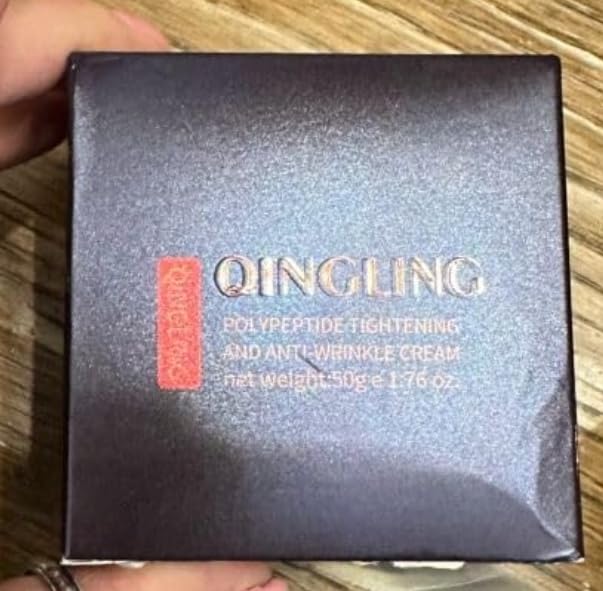 QINGLING
QINGLING
POLYPEPTIDE TIGHTENING
AND ANTI-WRINKLE CREAM
net weight:50g e 1.76 oz.